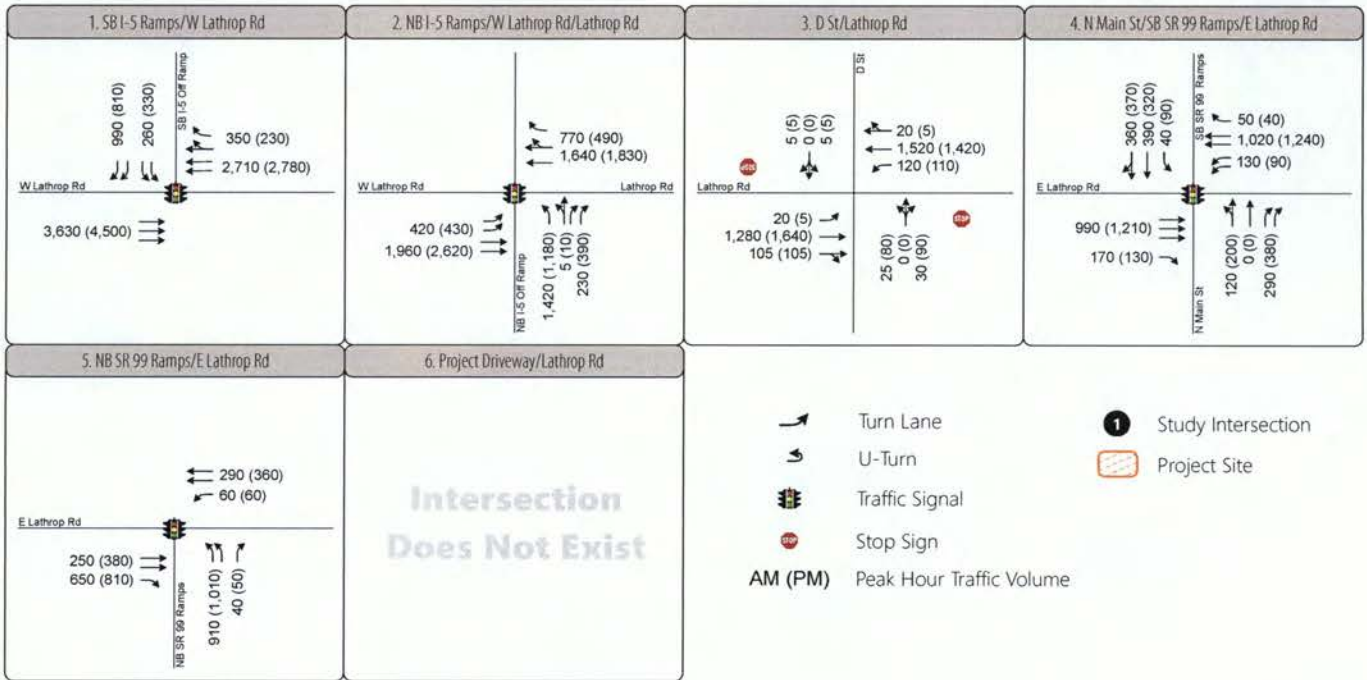 1. SB I-5 Ramps/W Lathrop Rd
990 (810)
260 (330)
SB I-5 Off Ramp
350 (230)
2,710 (2,780)
W Lathrop Rd
3,630 (4,500)
2. NB I-5 Ramps/W Lathrop Rd/Lathrop Rd
770 (490)
1,640 (1,830)
W Lathrop Rd
Lathrop Rd
420 (430)
1,960 (2,620)
NB I-5 Off Ramp
1,420 (1,180)
5 (10)
230 (390)
3. D St/Lathrop Rd
D St
5 (5)
0 (0)
5 (5)
20 (5)
1,520 (1,420)
120 (110)
STOP
Lathrop Rd
STOP
20 (5)
1,280 (1,640)
105 (105)
25 (80)
0 (0)
30 (90)
4. N Main St/SB SR 99 Ramps/E Lathrop Rd
360 (370)
390 (320)
40 (90)
SB SR 99 Ramps
50 (40)
1,020 (1,240)
130 (90)
E Lathrop Rd
990 (1,210)
170 (130)
N Main St
120 (200)
0 (0)
290 (380)
5. NB SR 99 Ramps/E Lathrop Rd
290 (360)
60 (60)
E Lathrop Rd
250 (380)
650 (810)
NB SR 99 Ramps
910 (1,010)
40 (50)
6. Project Driveway/Lathrop Rd
Intersection
Does Not Exist
Turn Lane
U-Turn
Traffic Signal
STOP Stop Sign
AM (PM) Peak Hour Traffic Volume
1 Study Intersection
Project Site